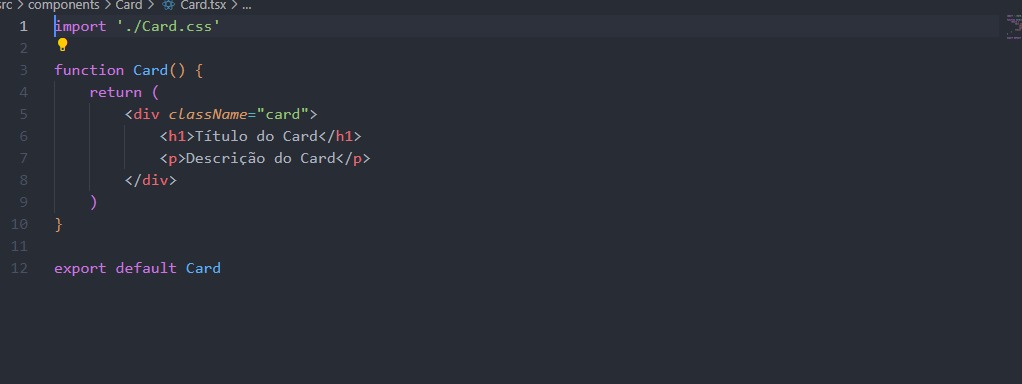 src > components > Card > Card.tsx > ...
1 import './Card.css'
2
3 function Card() {
4 return (
5 <div className="card">
6 <h1>Título do Card</h1>
7 <p>Descrição do Card</p>
8 </div>
9 )
10 }
11
12 export default Card